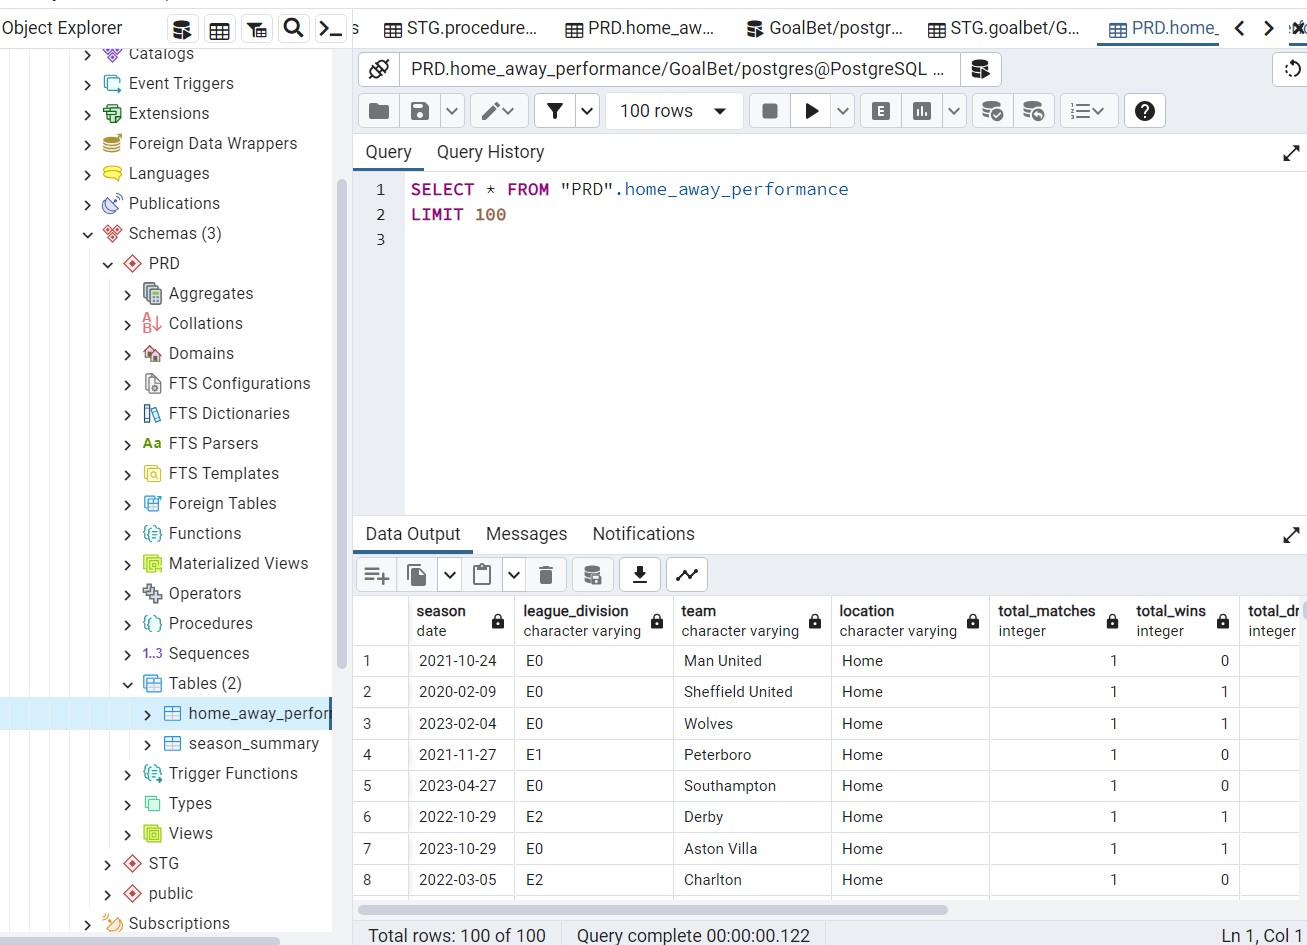 Object Explorer
STG.procedure...
PRD.home_aw...
GoalBet/postgr...
STG.goalbet/G...
PRD.home_
Catalogs
Event Triggers
Extensions
Foreign Data Wrappers
Languages
Publications
Schemas (3)
PRD
Aggregates
Collations
Domains
FTS Configurations
FTS Dictionaries
Aa FTS Parsers
FTS Templates
Foreign Tables
Functions
Materialized Views
Operators
Procedures
1..3 Sequences
Tables (2)
home_away_perfor
season_summary
Trigger Functions
Types
Views
STG
public
Subscriptions
PRD.home_away_performance/GoalBet/postgres@PostgreSQL ...
100 rows
E
Query Query History
1 SELECT * FROM "PRD".home_away_performance
2 LIMIT 100
3
Data Output Messages Notifications
season league_division team location total_matches total_wins total_dr
date character varying character varying character varying integer integer integer
1 2021-10-24 E0 Man United Home 1 0
2 2020-02-09 E0 Sheffield United Home 1 1
3 2023-02-04 E0 Wolves Home 1 1
4 2021-11-27 E1 Peterboro Home 1 0
5 2023-04-27 E0 Southampton Home 1 0
6 2022-10-29 E2 Derby Home 1 1
7 2023-10-29 E0 Aston Villa Home 1 1
8 2022-03-05 E2 Charlton Home 1 0
Total rows: 100 of 100 Query complete 00:00:00.122 Ln 1, Col 1